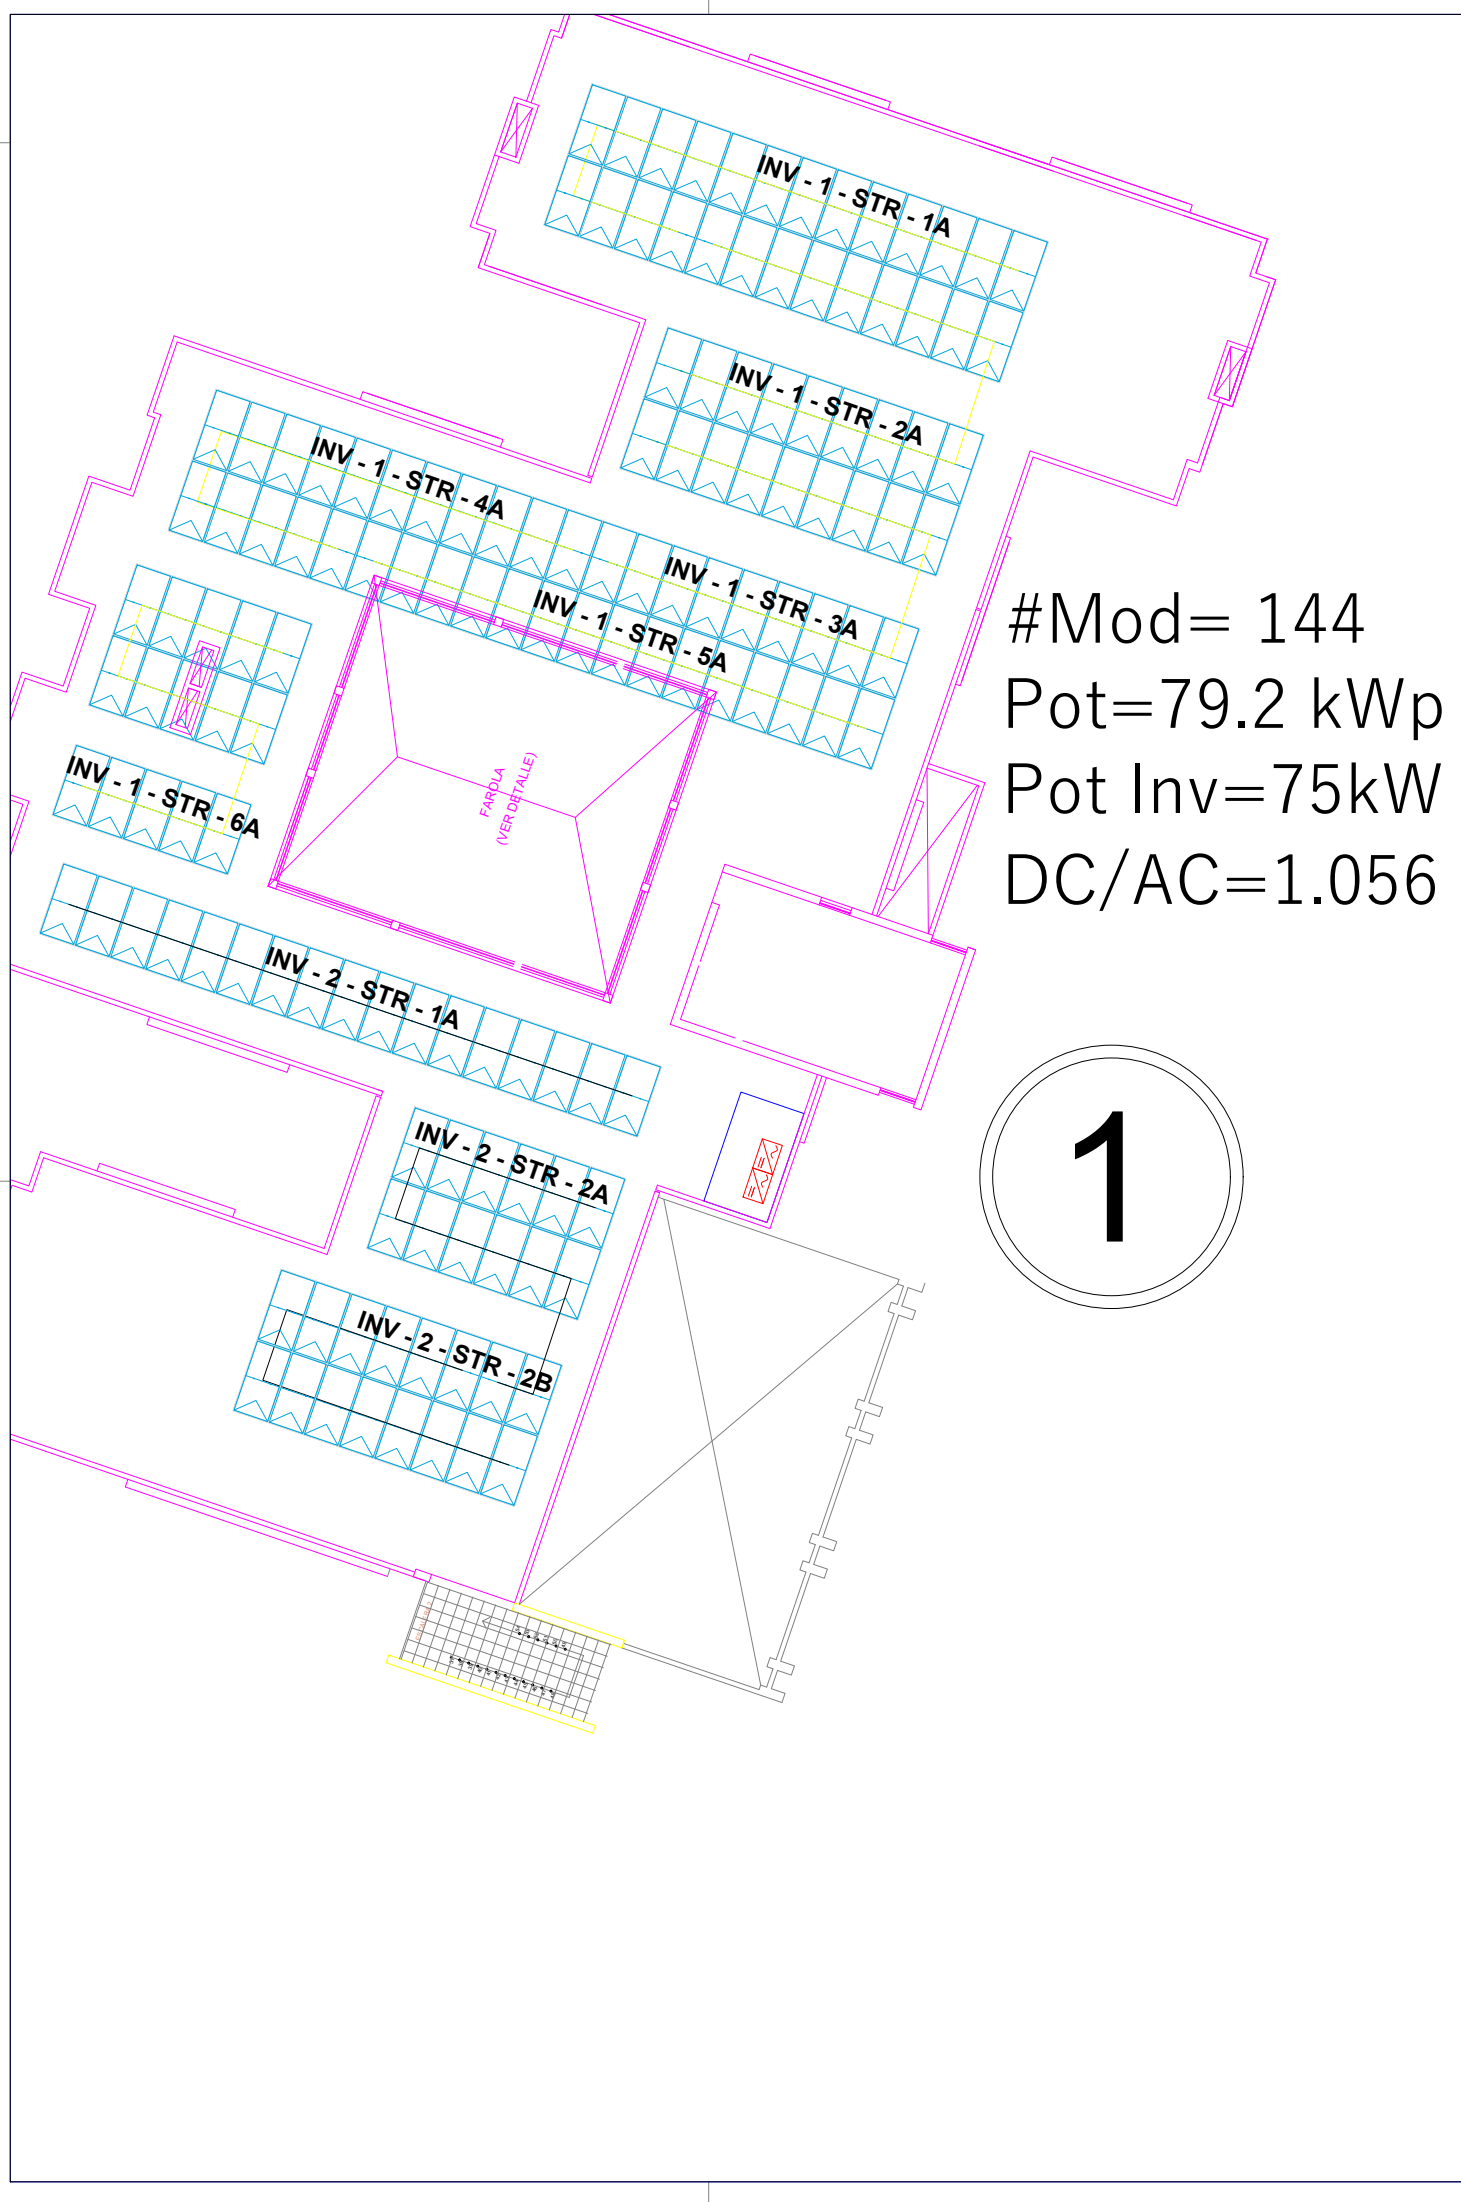 INV - 1 - STR - 1A
INV - 1 - STR - 2A
INV - 1 - STR - 4A
INV - 1 - STR - 3A
INV - 1 - STR - 5A
#Mod= 144
Pot=79.2 kWp
Pot Inv=75kW
DC/AC=1.056
INV - 1 - STR - 6A
FAROLA
(VER DETALLE)
INV - 2 - STR - 1A
INV - 2 - STR - 2A
1
INV - 2 - STR - 2B